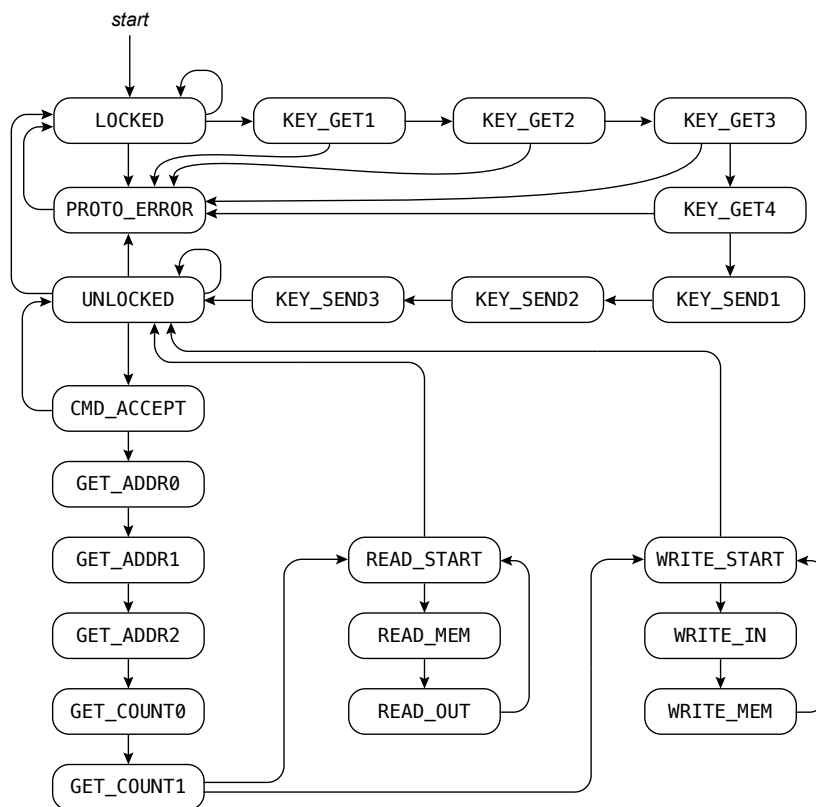 start
LOCKED
KEY_GET1
KEY_GET2
KEY_GET3
PROTO_ERROR
KEY_GET4
UNLOCKED
KEY_SEND3
KEY_SEND2
KEY_SEND1
CMD_ACCEPT
GET_ADDR0
GET_ADDR1
READ_START
WRITE_START
GET_ADDR2
READ_MEM
WRITE_IN
GET_COUNT0
READ_OUT
WRITE_MEM
GET_COUNT1